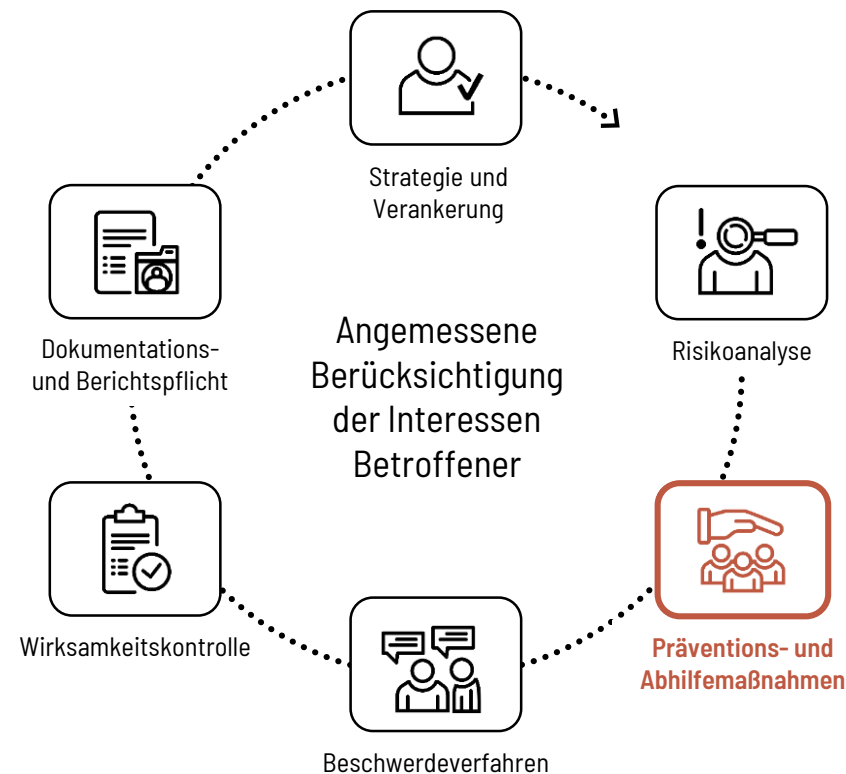 Strategie und
Verankerung
Risikoanalyse
Präventions- und
Abhilfemaßnahmen
Beschwerdeverfahren
Wirksamkeitskontrolle
Dokumentations-
und Berichtspflicht
Angemessene
Berücksichtigung
der Interessen
Betroffener